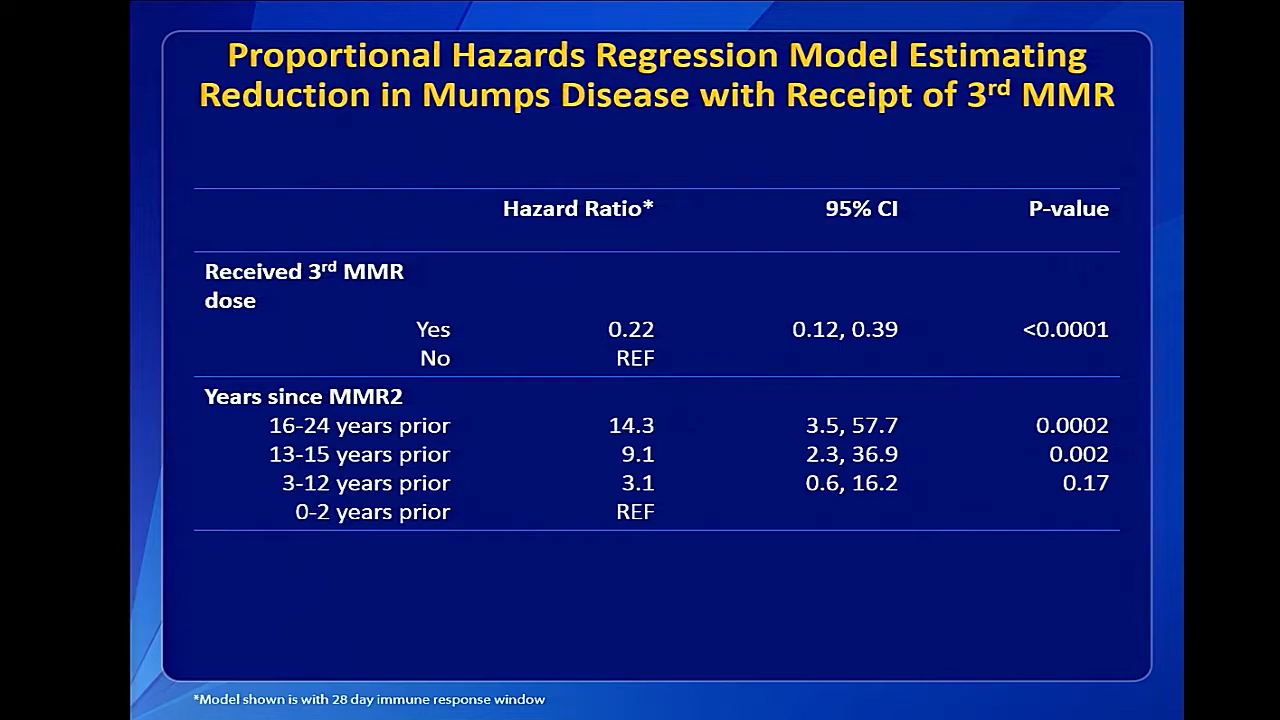 Proportional Hazards Regression Model Estimating
Reduction in Mumps Disease with Receipt of 3rd MMR
Hazard Ratio* 95% CI P-value
Received 3rd MMR
dose
Yes 0.22 0.12, 0.39 <0.0001
No REF
Years since MMR2
16-24 years prior 14.3 3.5, 57.7 0.0002
13-15 years prior 9.1 2.3, 36.9 0.002
3-12 years prior 3.1 0.6, 16.2 0.17
0-2 years prior REF
*Model shown is with 28 day immune response window